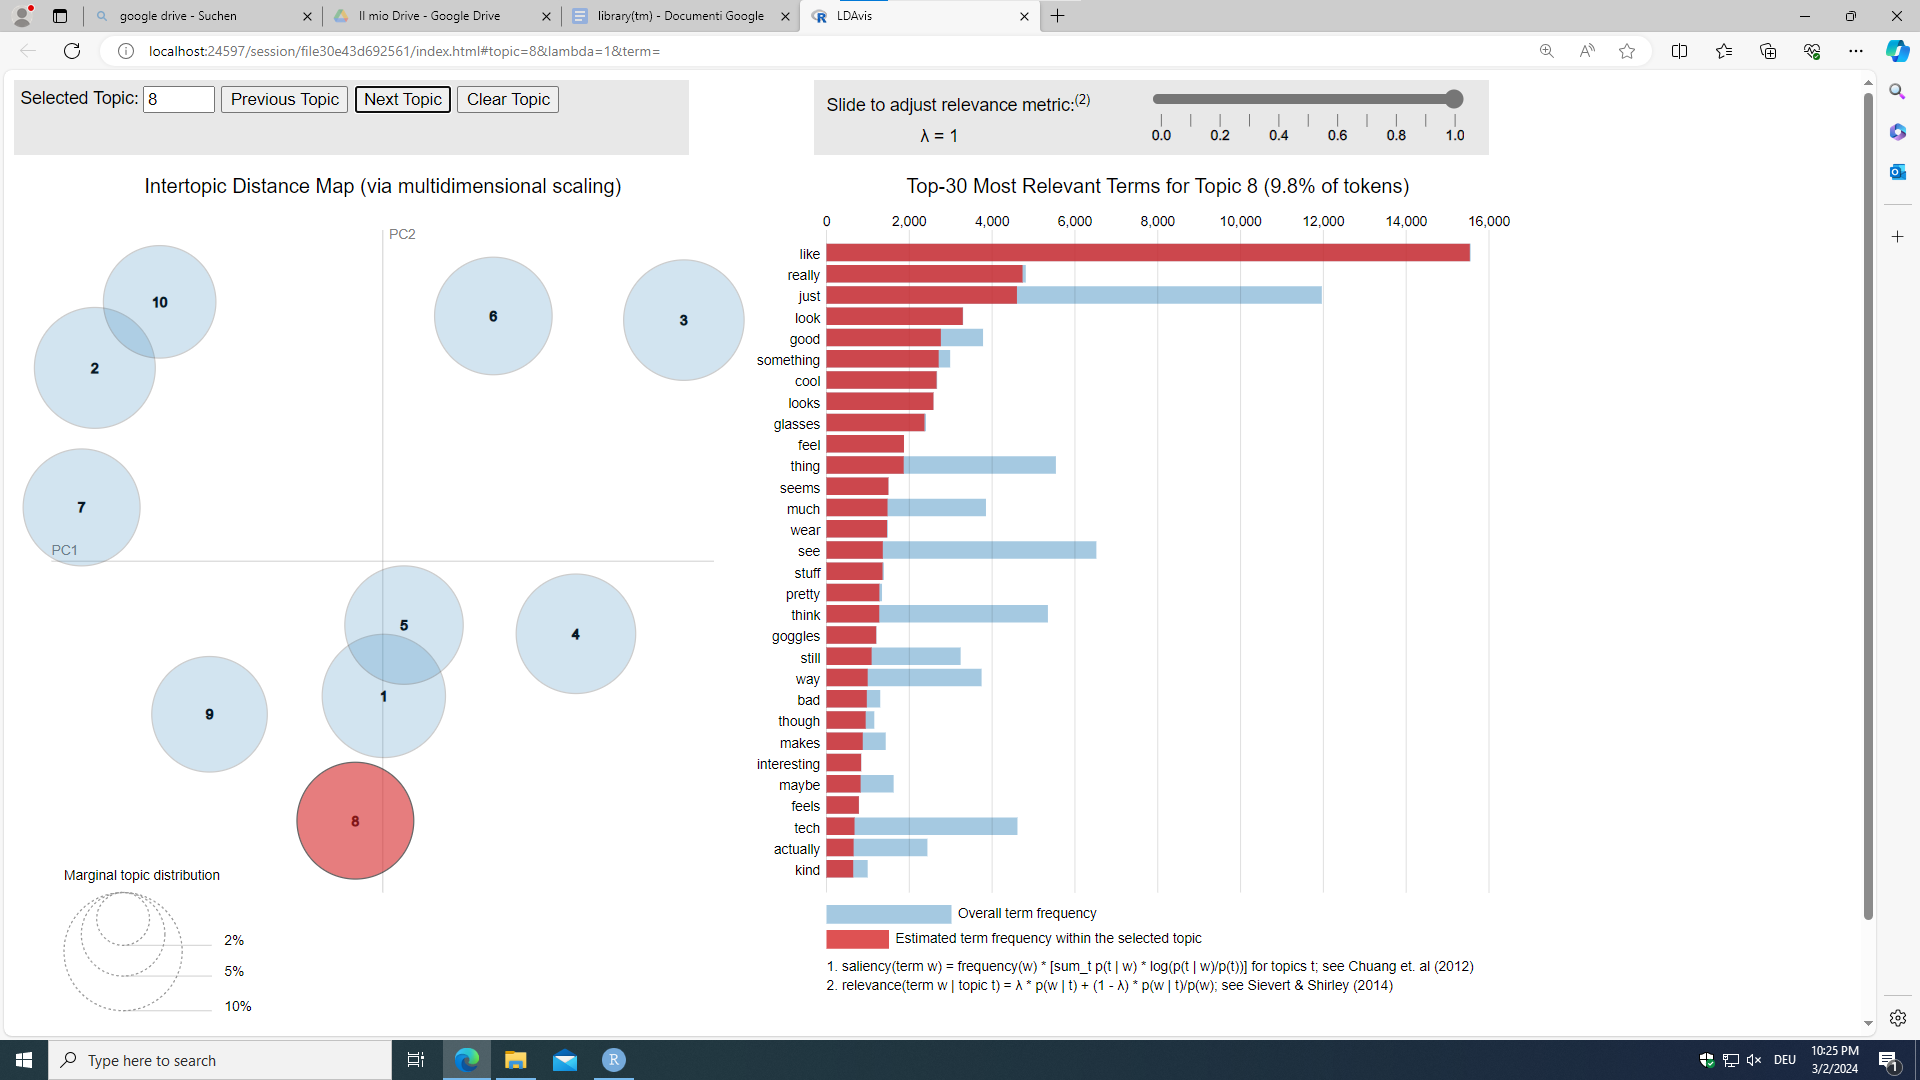 google drive - Suchen
Il mio Drive - Google Drive
library(tm) - Documenti Google
LDAvis
localhost:24597/session/file30e43d692561/index.html#topic=8&lambda=1&term=
Selected Topic: 8 Previous Topic Next Topic Clear Topic
Slide to adjust relevance metric:(2)
λ = 1
0.0 0.2 0.4 0.6 0.8 1.0
Intertopic Distance Map (via multidimensional scaling)
PC2
10
6
3
2
7
PC1
5
4
1
9
8
Marginal topic distribution
2%
5%
10%
Top-30 Most Relevant Terms for Topic 8 (9.8% of tokens)
0 2,000 4,000 6,000 8,000 10,000 12,000 14,000 16,000
like
really
just
look
good
something
cool
looks
glasses
feel
thing
seems
much
wear
see
stuff
pretty
think
goggles
still
way
bad
though
makes
interesting
maybe
feels
tech
actually
kind
Overall term frequency
Estimated term frequency within the selected topic
1. saliency(term w) = frequency(w) * [sum_t p(t | w) * log(p(t | w)/p(t))] for topics t; see Chuang et. al (2012)
2. relevance(term w | topic t) = λ * p(w | t) + (1 - λ) * p(w | t)/p(w); see Sievert & Shirley (2014)
Type here to search
R
DEU
10:25 PM
3/2/2024
1